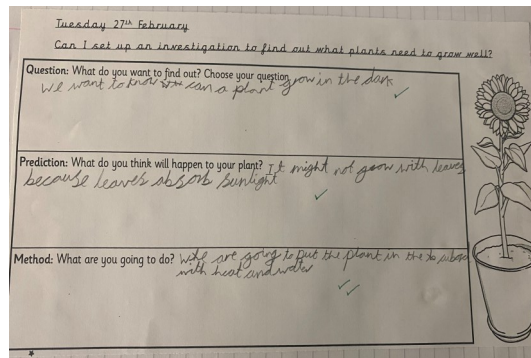 Tuesday 27th February
Can I set up an investigation to find out what plants need to grow well?
Question: What do you want to find out? Choose your question
We want to know can a plant grow in the dark
Prediction: What do you think will happen to your plant? It might not grow with leaves
because leaves absorb sunlight
Method: What are you going to do? We are going to put the plant in the
with heat and water